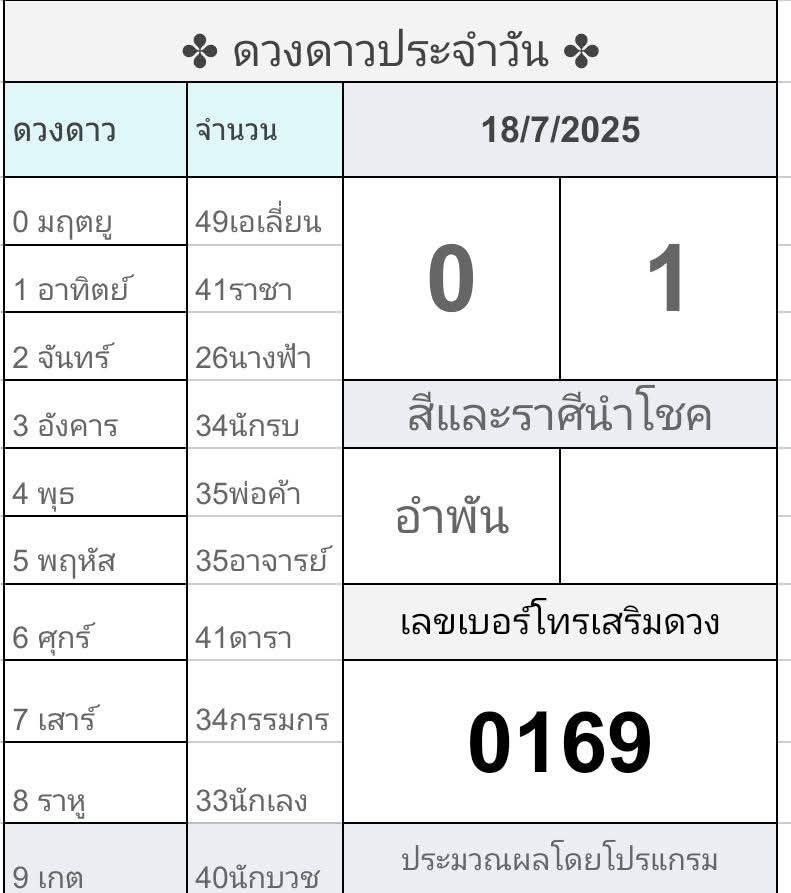 ✤ ดวงดาวประจำวัน ✤
ดวงดาว จำนวน 18/7/2025
0 มฤตยู 49เอเลี่ยน
1 อาทิตย์ 41ราชา
0 1
2 จันทร์ 26นางฟ้า
3 อังคาร 34นักรบ
สีและราศีนำโชค
4 พุธ 35พ่อค้า
อำพัน
5 พฤหัส 35อาจารย์
6 ศุกร์ 41ดารา
เลขเบอร์โทรเสริมดวง
7 เสาร์ 34กรรมกร
0169
8 ราหู 33นักเลง
9 เกต 40นักบวช
ประมวณผลโดยโปรแกรม